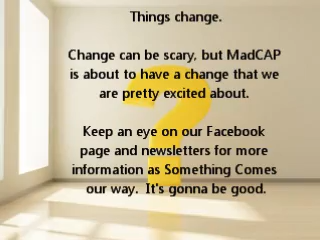 Things change.
Change can be scary, but MadCAP
is about to have a change that we
are pretty excited about.
Keep an eye on our Facebook
page and newsletters for more
information as Something Comes
our way. It's gonna be good.
?